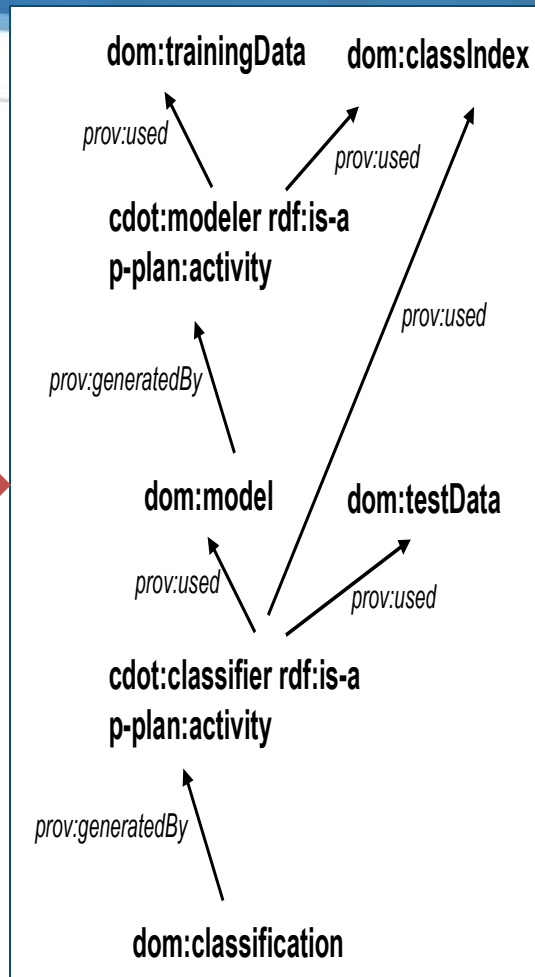 dom:trainingData dom:classIndex
prov:used
prov:used
cdot:modeler rdf:is-a
p-plan:activity
prov:used
prov:generatedBy
dom:model dom:testData
prov:used
prov:used
cdot:classifier rdf:is-a
p-plan:activity
prov:generatedBy
dom:classification